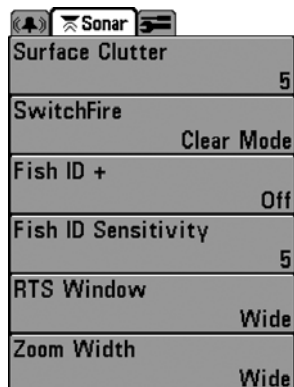 Sonar
Surface Clutter
5
SwitchFire
Clear Mode
Fish ID +
Off
Fish ID Sensitivity
5
RTS Window
Wide
Zoom Width
Wide